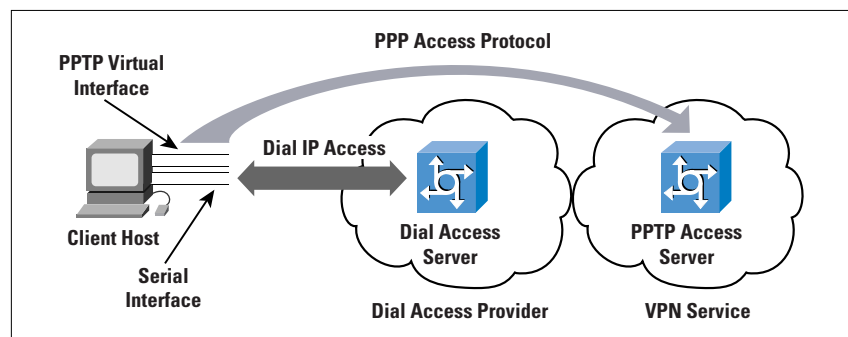 PPP Access Protocol
PPTP Virtual
Interface
Dial IP Access
Client Host
Serial
Interface
Dial Access
Server
PPTP Access
Server
Dial Access Provider
VPN Service